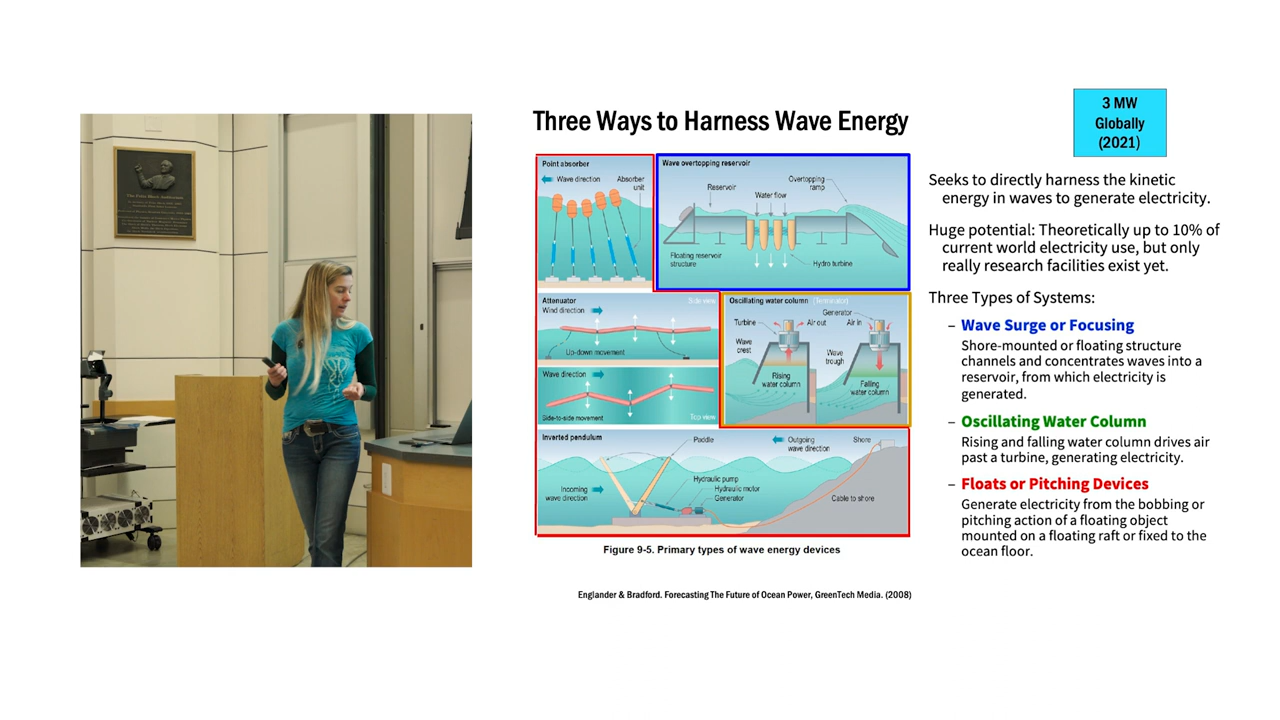 Three Ways to Harness Wave Energy
3 MW
Globally
(2021)
Point absorber
Wave direction
Absorber
unit
Wave overtopping reservoir
Reservoir
Water flow
Overtopping
ramp
Floating reservoir
structure
Hydro turbine
Attenuator
Side view
Wind direction
Up-down movement
Wave direction
Side-to-side movement
Top view
Oscillating water column (Terminator)
Generator
Turbine
Air out
Air in
Wave
crest
Wave
trough
Rising
water column
Falling
water column
Inverted pendulum
Paddle
Outgoing
wave direction
Shore
Hydraulic pump
Hydraulic motor
Generator
Incoming
wave direction
Cable to shore
Figure 9-5. Primary types of wave energy devices
Englander & Bradford. Forecasting The Future of Ocean Power, GreenTech Media. (2008)
Seeks to directly harness the kinetic
energy in waves to generate electricity.
Huge potential: Theoretically up to 10% of
current world electricity use, but only
really research facilities exist yet.
Three Types of Systems:
– Wave Surge or Focusing
Shore-mounted or floating structure
channels and concentrates waves into a
reservoir, from which electricity is
generated.
– Oscillating Water Column
Rising and falling water column drives air
past a turbine, generating electricity.
– Floats or Pitching Devices
Generate electricity from the bobbing or
pitching action of a floating object
mounted on a floating raft or fixed to the
ocean floor.